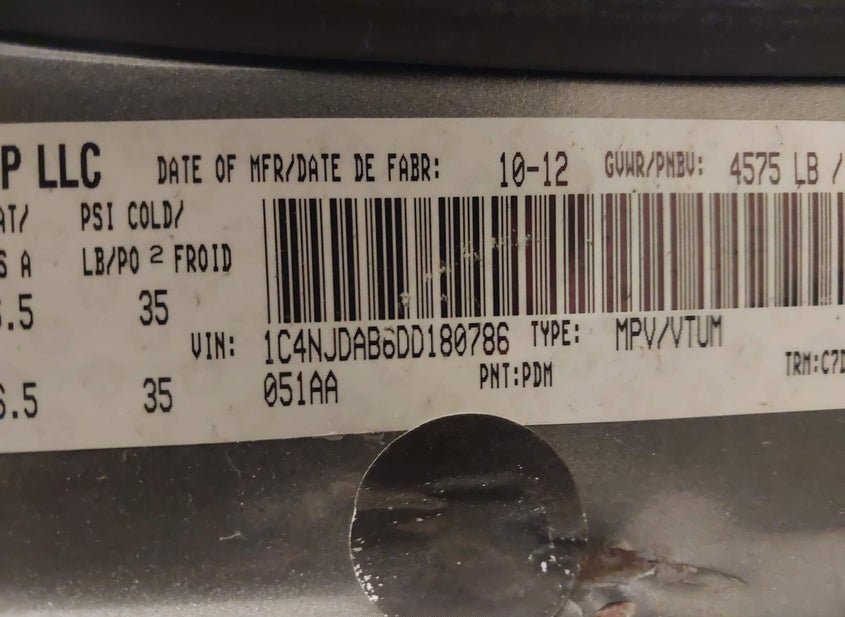 P LLC DATE OF MFR/DATE DE FABR: 10-12 GVWR/PNBV: 4575 LB /
AT/ PSI COLD/
S A LB/PO 2 FROID
.5 35
VIN: 1C4NJDAB6DD180786 TYPE: MPV/VTUM
051AA PNT:PDM TRM:C7D
6.5 35